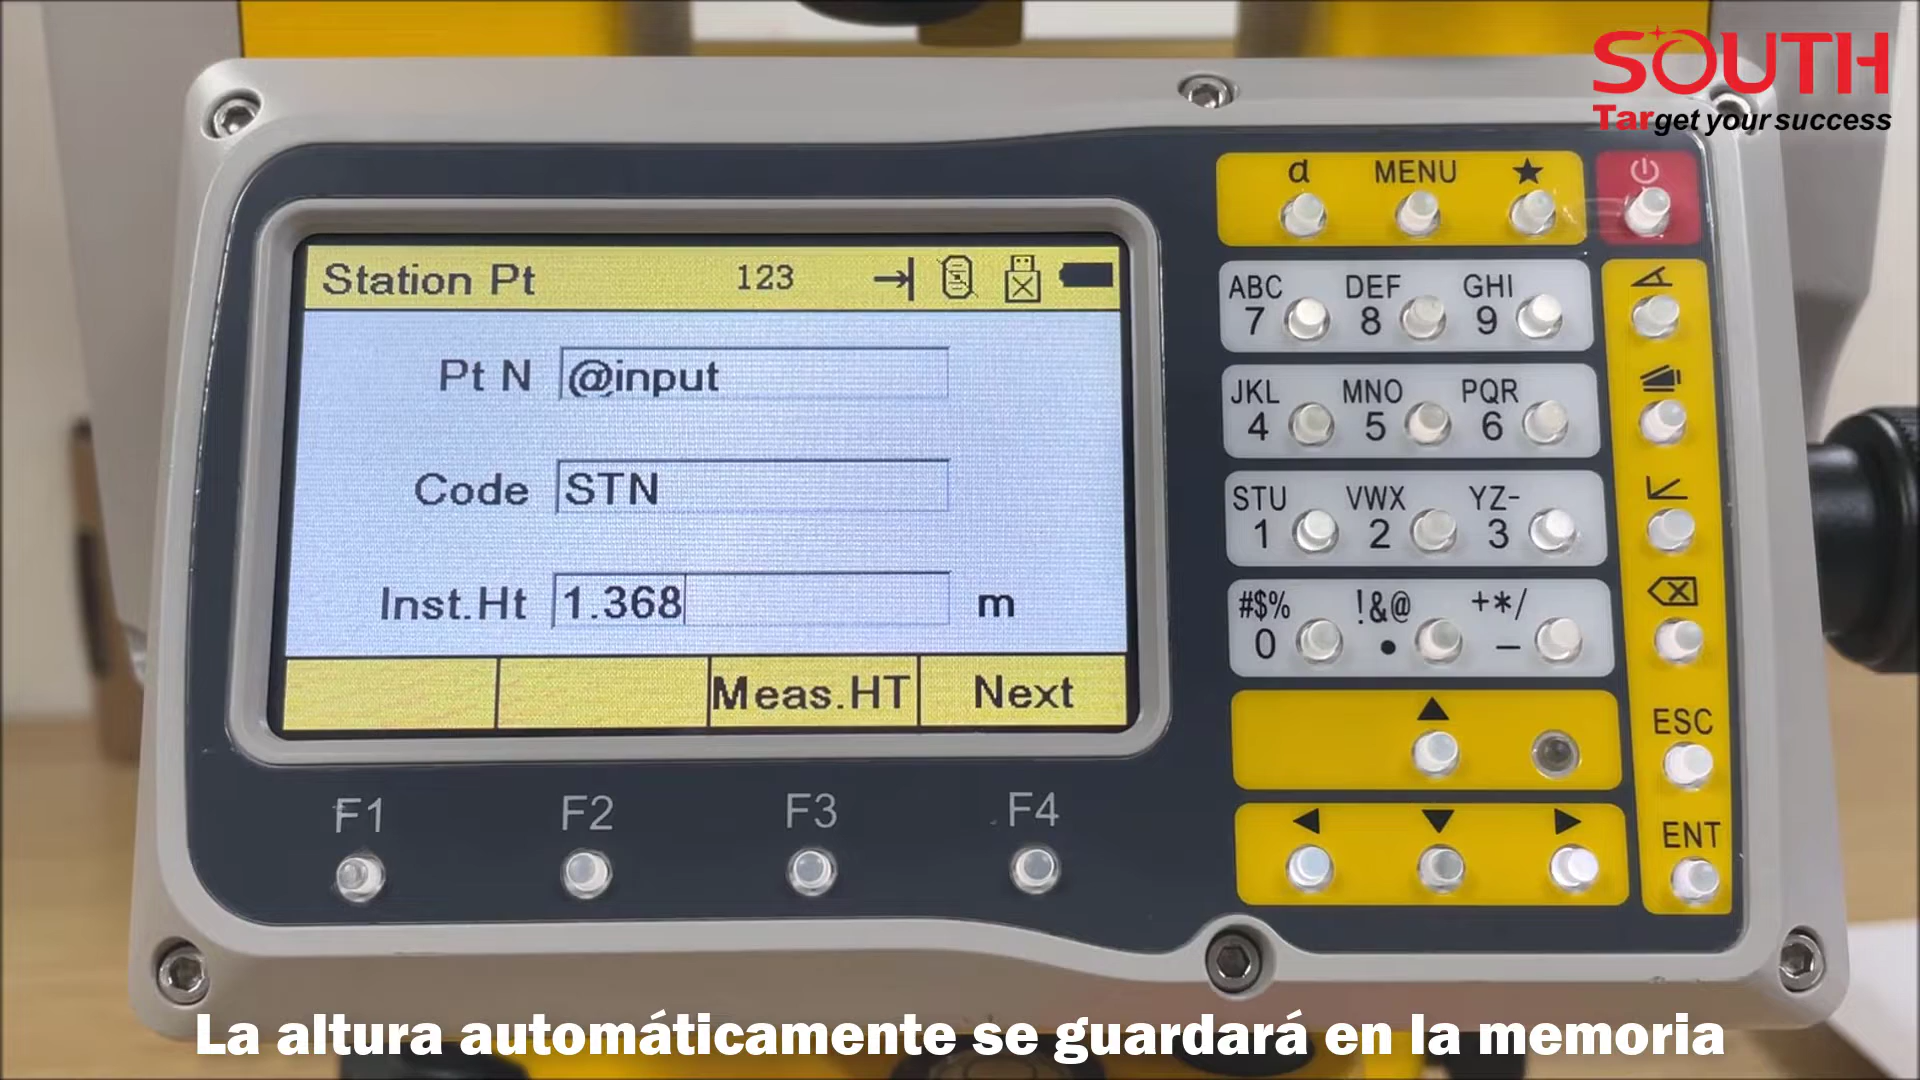 SOUTH
Target your success
α MENU ★
Station Pt 123
ABC DEF GHI
7 8 9
Pt N @input
JKL MNO PQR
4 5 6
Code STN
STU VWX YZ-
1 2 3
Inst.Ht 1.368 m
#$% !&@ +*/
0 • –
Meas.HT Next
ESC
F1 F2 F3 F4
ENT
La altura automáticamente se guardará en la memoria